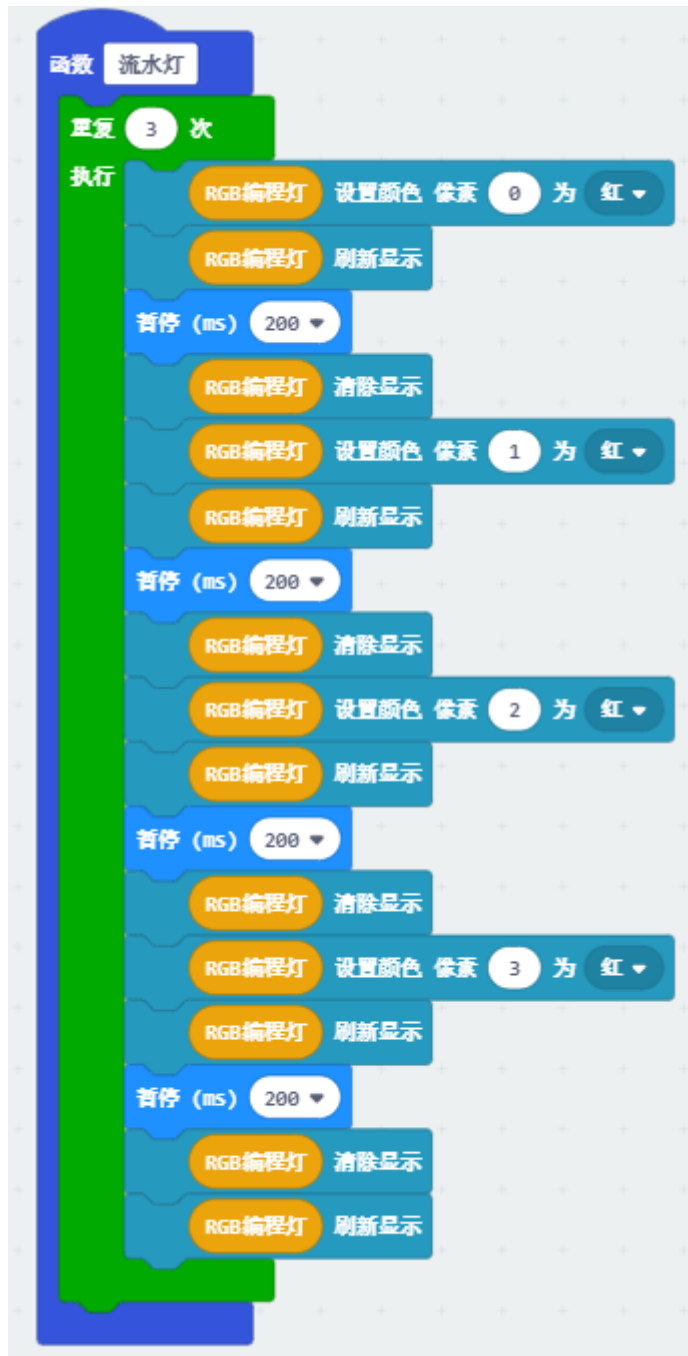 函数 流水灯
重复 3 次
执行
RGB编程灯 设置颜色 像素 0 为 红
RGB编程灯 刷新显示
暂停 (ms) 200
RGB编程灯 清除显示
RGB编程灯 设置颜色 像素 1 为 红
RGB编程灯 刷新显示
暂停 (ms) 200
RGB编程灯 清除显示
RGB编程灯 设置颜色 像素 2 为 红
RGB编程灯 刷新显示
暂停 (ms) 200
RGB编程灯 清除显示
RGB编程灯 设置颜色 像素 3 为 红
RGB编程灯 刷新显示
暂停 (ms) 200
RGB编程灯 清除显示
RGB编程灯 刷新显示